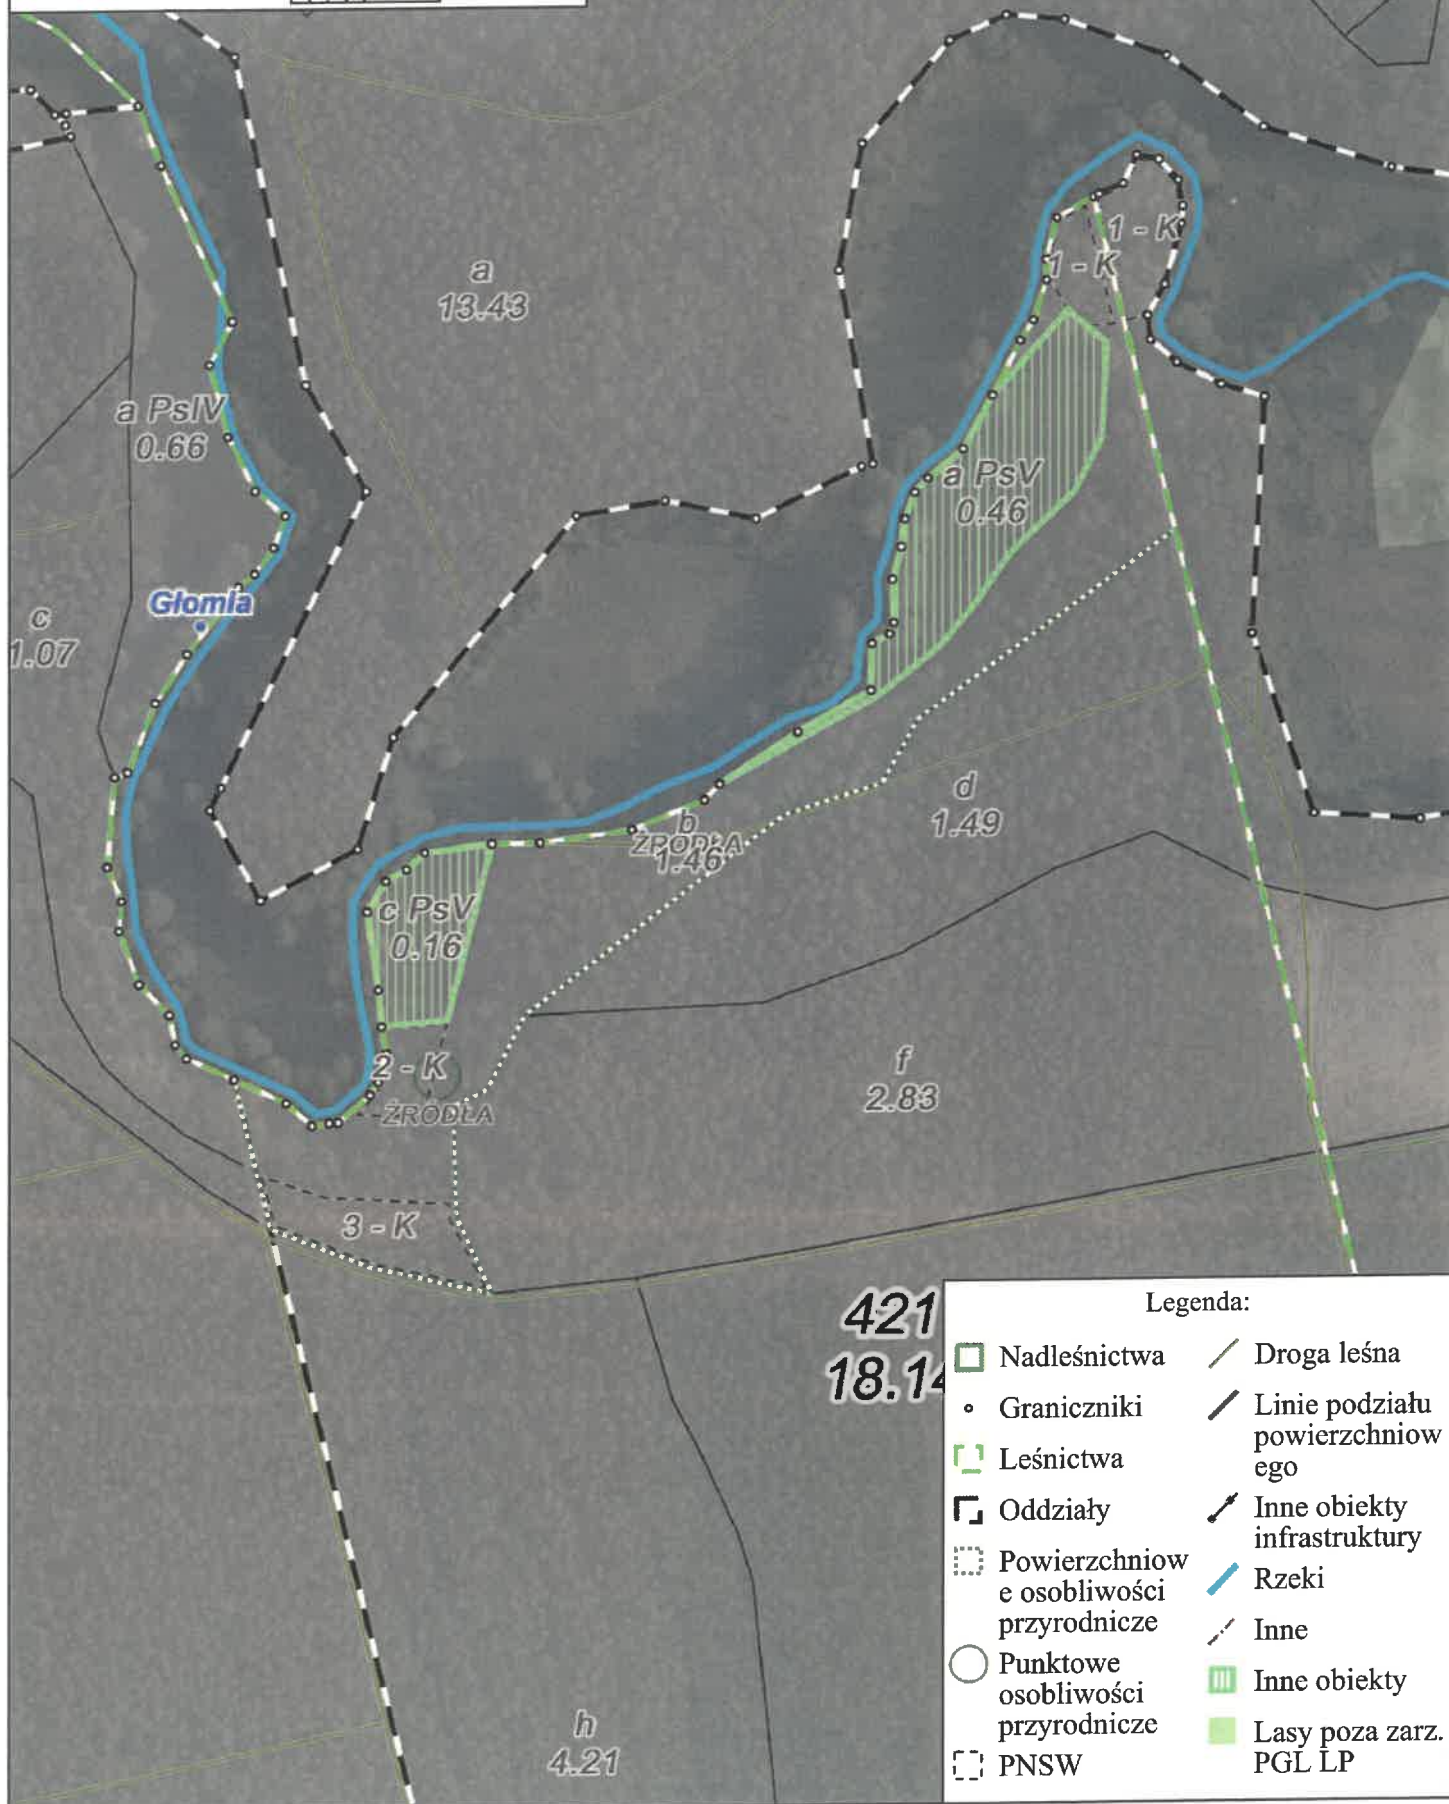 a
13.43
1 - K
1 - K
a PsIV
0.66
a PsV
0.46
Głomia
c
1.07
d
1.49
b
ŹRODŁA
1.46
c PsV
0.16
f
2.83
2 - K
ŹRODŁA
3 - K
421
18.14
h
4.21
Legenda:
Nadleśnictwa
Graniczniki
Leśnictwa
Oddziały
Powierzchniow
e osobliwości
przyrodnicze
Punktowe
osobliwości
przyrodnicze
PNSW
Droga leśna
Linie podziału
powierzchniow
ego
Inne obiekty
infrastruktury
Rzeki
Inne
Inne obiekty
Lasy poza zarz.
PGL LP